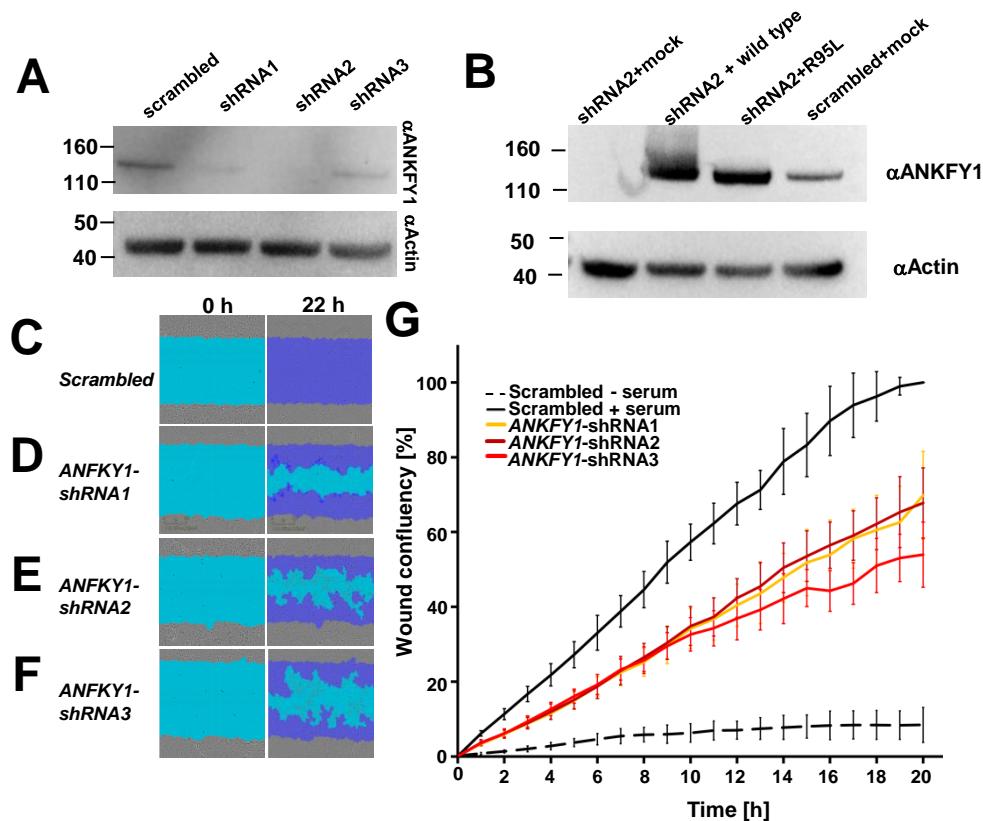 A
scrambled
shRNA1
shRNA2
shRNA3
160
110
αANKFY1
50
40
αActin
B
shRNA2+mock
shRNA2 + wild type
shRNA2+R95L
scrambled+mock
160
110
αANKFY1
50
40
αActin
0 h
22 h
C
Scrambled
D
ANFKY1-
shRNA1
E
ANFKY1-
shRNA2
F
ANFKY1-
shRNA3
G
Wound confluency [%]
100
80
60
40
20
0
Scrambled - serum
Scrambled + serum
ANKFY1-shRNA1
ANKFY1-shRNA2
ANKFY1-shRNA3
0 2 4 6 8 10 12 14 16 18 20
Time [h]